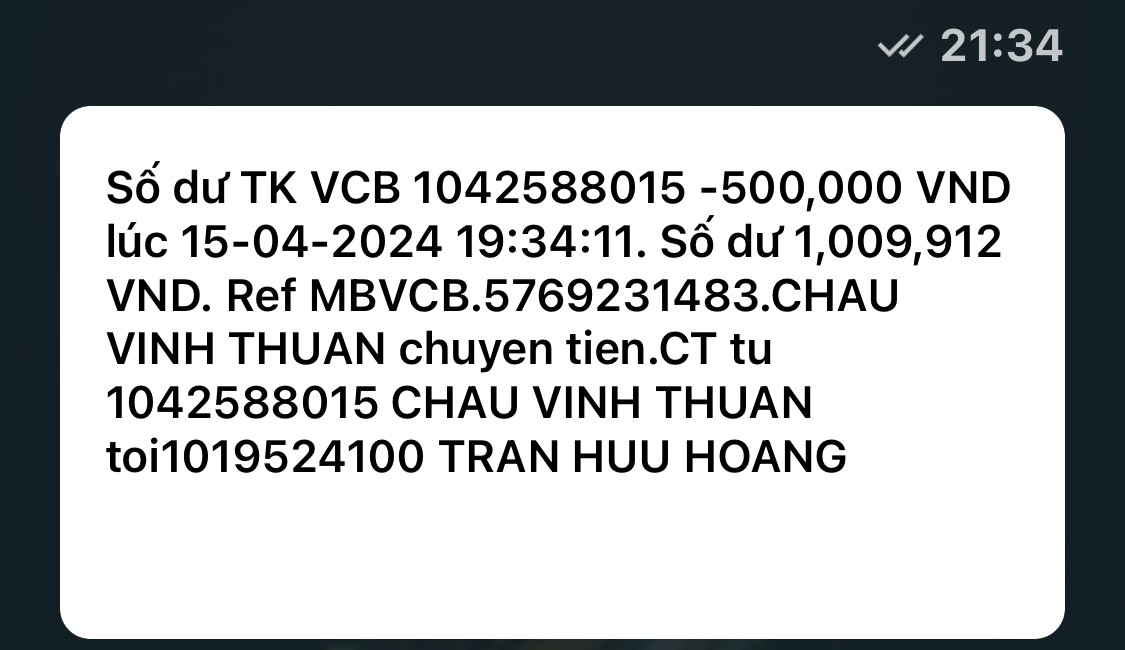 21:34
Số dư TK VCB 1042588015 -500,000 VND
lúc 15-04-2024 19:34:11. Số dư 1,009,912
VND. Ref MBVCB.5769231483.CHAU
VINH THUAN chuyen tien.CT tu
1042588015 CHAU VINH THUAN
toi1019524100 TRAN HUU HOANG